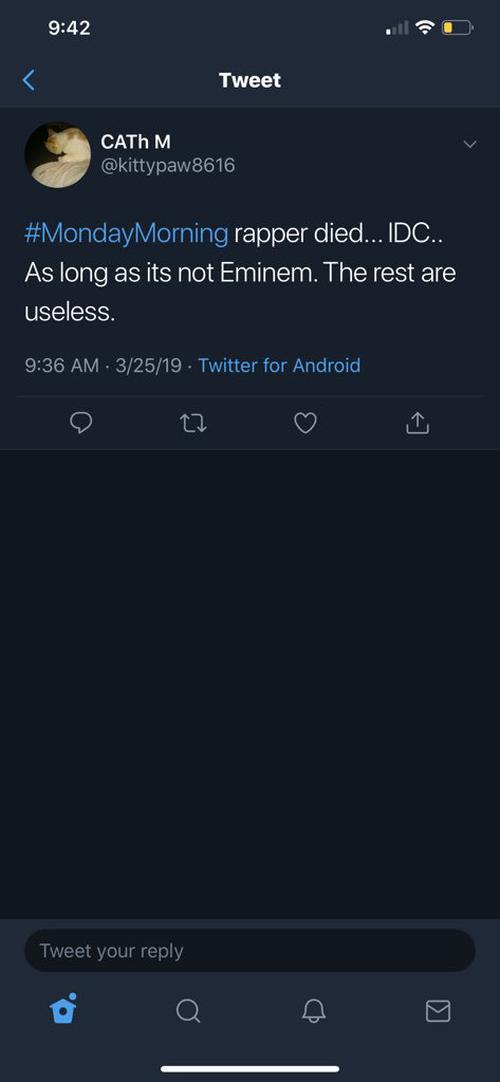 9:42
Tweet
CATh M
@kittypaw8616
#MondayMorning rapper died... IDC..
As long as its not Eminem. The rest are
useless.
9:36 AM · 3/25/19 · Twitter for Android
Tweet your reply